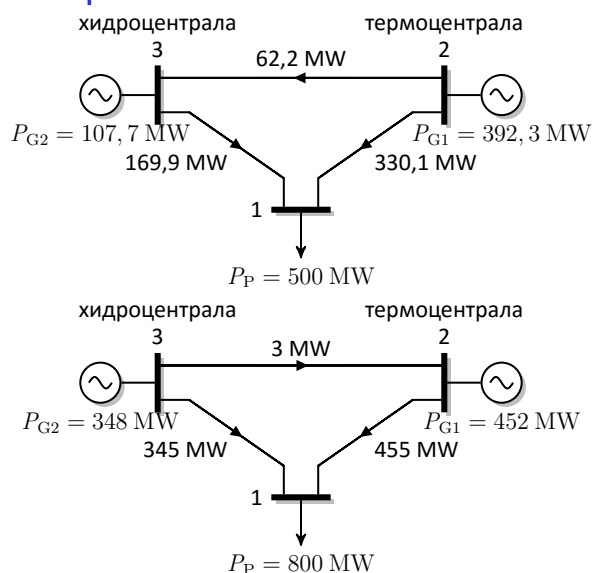 хидроцентрала термоцентрала
3 2
62,2 MW
P_G2 = 107, 7 MW P_G1 = 392, 3 MW
169,9 MW 330,1 MW
1
P_P = 500 MW
хидроцентрала термоцентрала
3 2
3 MW
P_G2 = 348 MW P_G1 = 452 MW
345 MW 455 MW
1
P_P = 800 MW